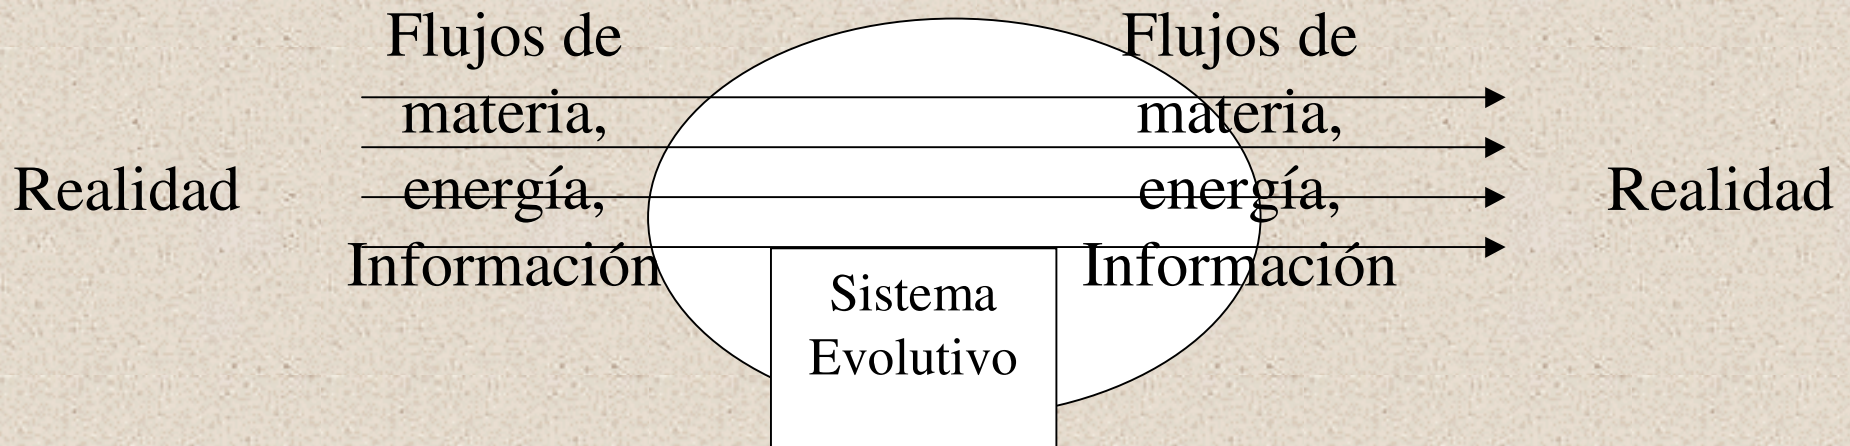 Realidad
Flujos de
materia,
energía,
Información
Sistema
Evolutivo
Flujos de
materia,
energía,
Información
Realidad